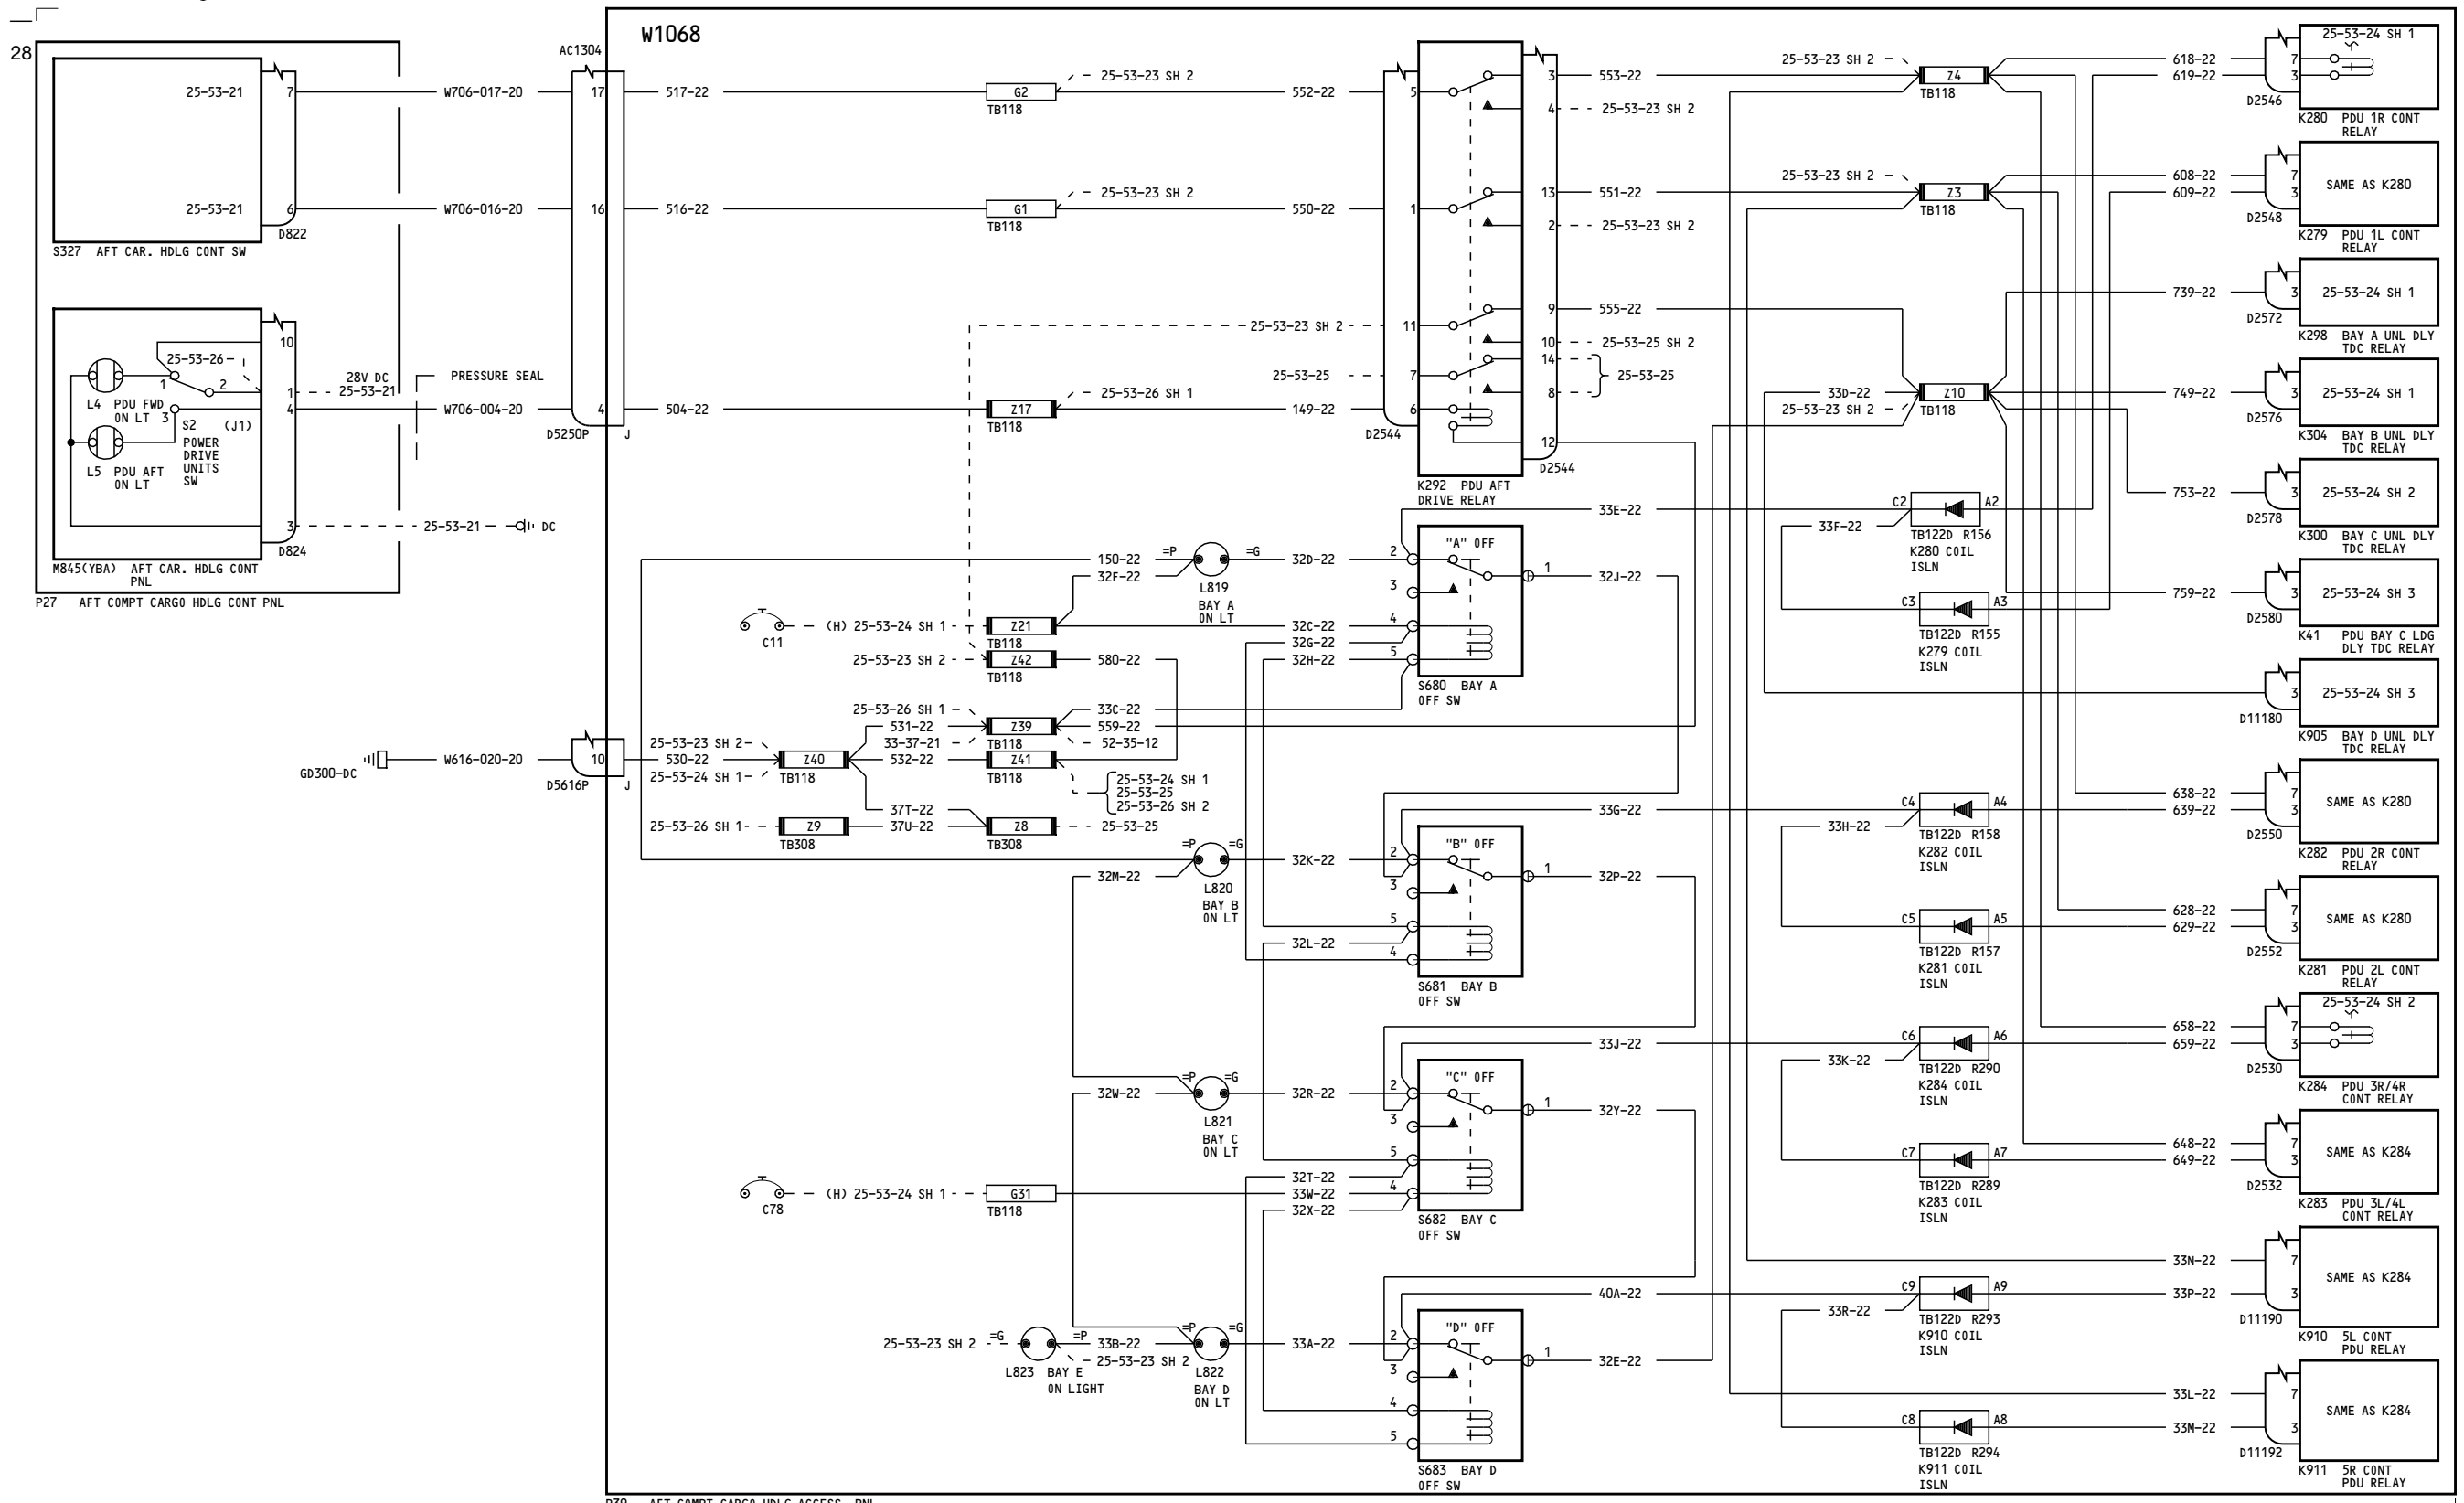 28
W1068
AC1304
25-53-21
7
W706-017-20
17
517-22
G2
TB118
25-53-23 SH 2
552-22
5
3
553-22
4
25-53-23 SH 2
25-53-23 SH 2
Z4
TB118
618-22
619-22
7
3
D2546
25-53-24 SH 1
K280 PDU 1R CONT
RELAY
25-53-21
6
W706-016-20
16
516-22
G1
TB118
25-53-23 SH 2
550-22
1
13
551-22
2
25-53-23 SH 2
25-53-23 SH 2
Z3
TB118
608-22
609-22
7
3
D2548
SAME AS K280
K279 PDU 1L CONT
RELAY
D822
S327 AFT CAR. HDLG CONT SW
25-53-23 SH 2
11
9
555-22
10
25-53-25 SH 2
14
25-53-25
7
8
25-53-25
739-22
3
D2572
25-53-24 SH 1
K298 BAY A UNL DLY
TDC RELAY
10
25-53-26
1
2
1
28V DC
25-53-21
PRESSURE SEAL
L4 PDU FWD
ON LT
3
S2
(J1)
POWER
DRIVE
UNITS
SW
4
W706-004-20
4
504-22
Z17
TB118
25-53-26 SH 1
149-22
6
12
D5250P
J
D2544
D2544
L5 PDU AFT
ON LT
K292 PDU AFT
DRIVE RELAY
33D-22
25-53-23 SH 2
Z10
TB118
749-22
3
D2576
25-53-24 SH 1
K304 BAY B UNL DLY
TDC RELAY
753-22
3
D2578
25-53-24 SH 2
K300 BAY C UNL DLY
TDC RELAY
3
25-53-21
DC
D824
M845(YBA) AFT CAR. HDLG CONT
PNL
P27 AFT COMPT CARGO HDLG CONT PNL
33E-22
C2
A2
33F-22
TB122D R156
K280 COIL
ISLN
150-22
32F-22
=P
=G
L819
BAY A
ON LT
32D-22
2
"A" OFF
3
1
32J-22
C3
A3
TB122D R155
K279 COIL
ISLN
759-22
3
D2580
25-53-24 SH 3
K41 PDU BAY C LDG
DLY TDC RELAY
C11
(H) 25-53-24 SH 1
Z21
TB118
32C-22
32G-22
32H-22
4
5
25-53-23 SH 2
Z42
TB118
580-22
S680 BAY A
OFF SW
3
D11180
25-53-24 SH 3
K905 BAY D UNL DLY
TDC RELAY
25-53-26 SH 1
531-22
33-37-21
Z39
TB118
33C-22
559-22
52-35-12
GD300-DC
W616-020-20
10
D5616P
J
25-53-23 SH 2
530-22
25-53-24 SH 1
Z40
TB118
532-22
Z41
TB118
25-53-24 SH 1
25-53-25
25-53-26 SH 2
37T-22
25-53-26 SH 1
Z9
TB308
37U-22
Z8
TB308
25-53-25
33G-22
C4
A4
33H-22
TB122D R158
K282 COIL
ISLN
638-22
639-22
7
3
D2550
SAME AS K280
K282 PDU 2R CONT
RELAY
=P
=G
32M-22
L820
BAY B
ON LT
32K-22
2
"B" OFF
3
1
32P-22
5
32L-22
4
S681 BAY B
OFF SW
C5
A5
TB122D R157
K281 COIL
ISLN
628-22
629-22
7
3
D2552
SAME AS K280
K281 PDU 2L CONT
RELAY
33J-22
C6
A6
33K-22
TB122D R290
K284 COIL
ISLN
658-22
659-22
7
3
D2530
25-53-24 SH 2
K284 PDU 3R/4R
CONT RELAY
32W-22
=P
=G
L821
BAY C
ON LT
32R-22
2
"C" OFF
3
1
32Y-22
C7
A7
TB122D R289
K283 COIL
ISLN
648-22
649-22
7
3
D2532
SAME AS K284
K283 PDU 3L/4L
CONT RELAY
C78
(H) 25-53-24 SH 1
G31
TB118
5
32T-22
33W-22
32X-22
4
S682 BAY C
OFF SW
33N-22
7
40A-22
C9
A9
33R-22
TB122D R293
K910 COIL
ISLN
33P-22
3
D11190
SAME AS K284
K910 5L CONT
PDU RELAY
25-53-23 SH 2
=G
=P
L823 BAY E
ON LIGHT
33B-22
25-53-23 SH 2
=P
=G
L822
BAY D
ON LT
33A-22
2
"D" OFF
3
1
32E-22
4
5
S683 BAY D
OFF SW
33L-22
7
C8
A8
TB122D R294
K911 COIL
ISLN
33M-22
3
D11192
SAME AS K284
K911 5R CONT
PDU RELAY
P39 AFT COMPT CARGO HDLG ACCESS. PNL